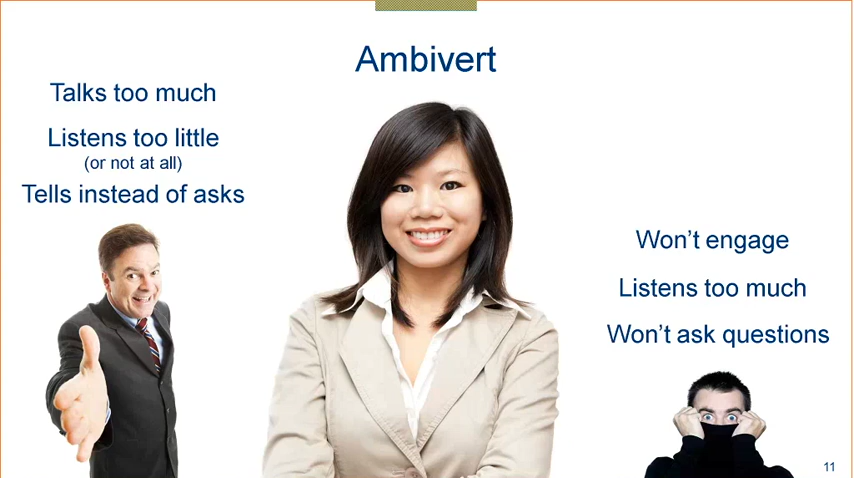 Ambivert
Talks too much
Listens too little
(or not at all)
Tells instead of asks
Won't engage
Listens too much
Won't ask questions
11